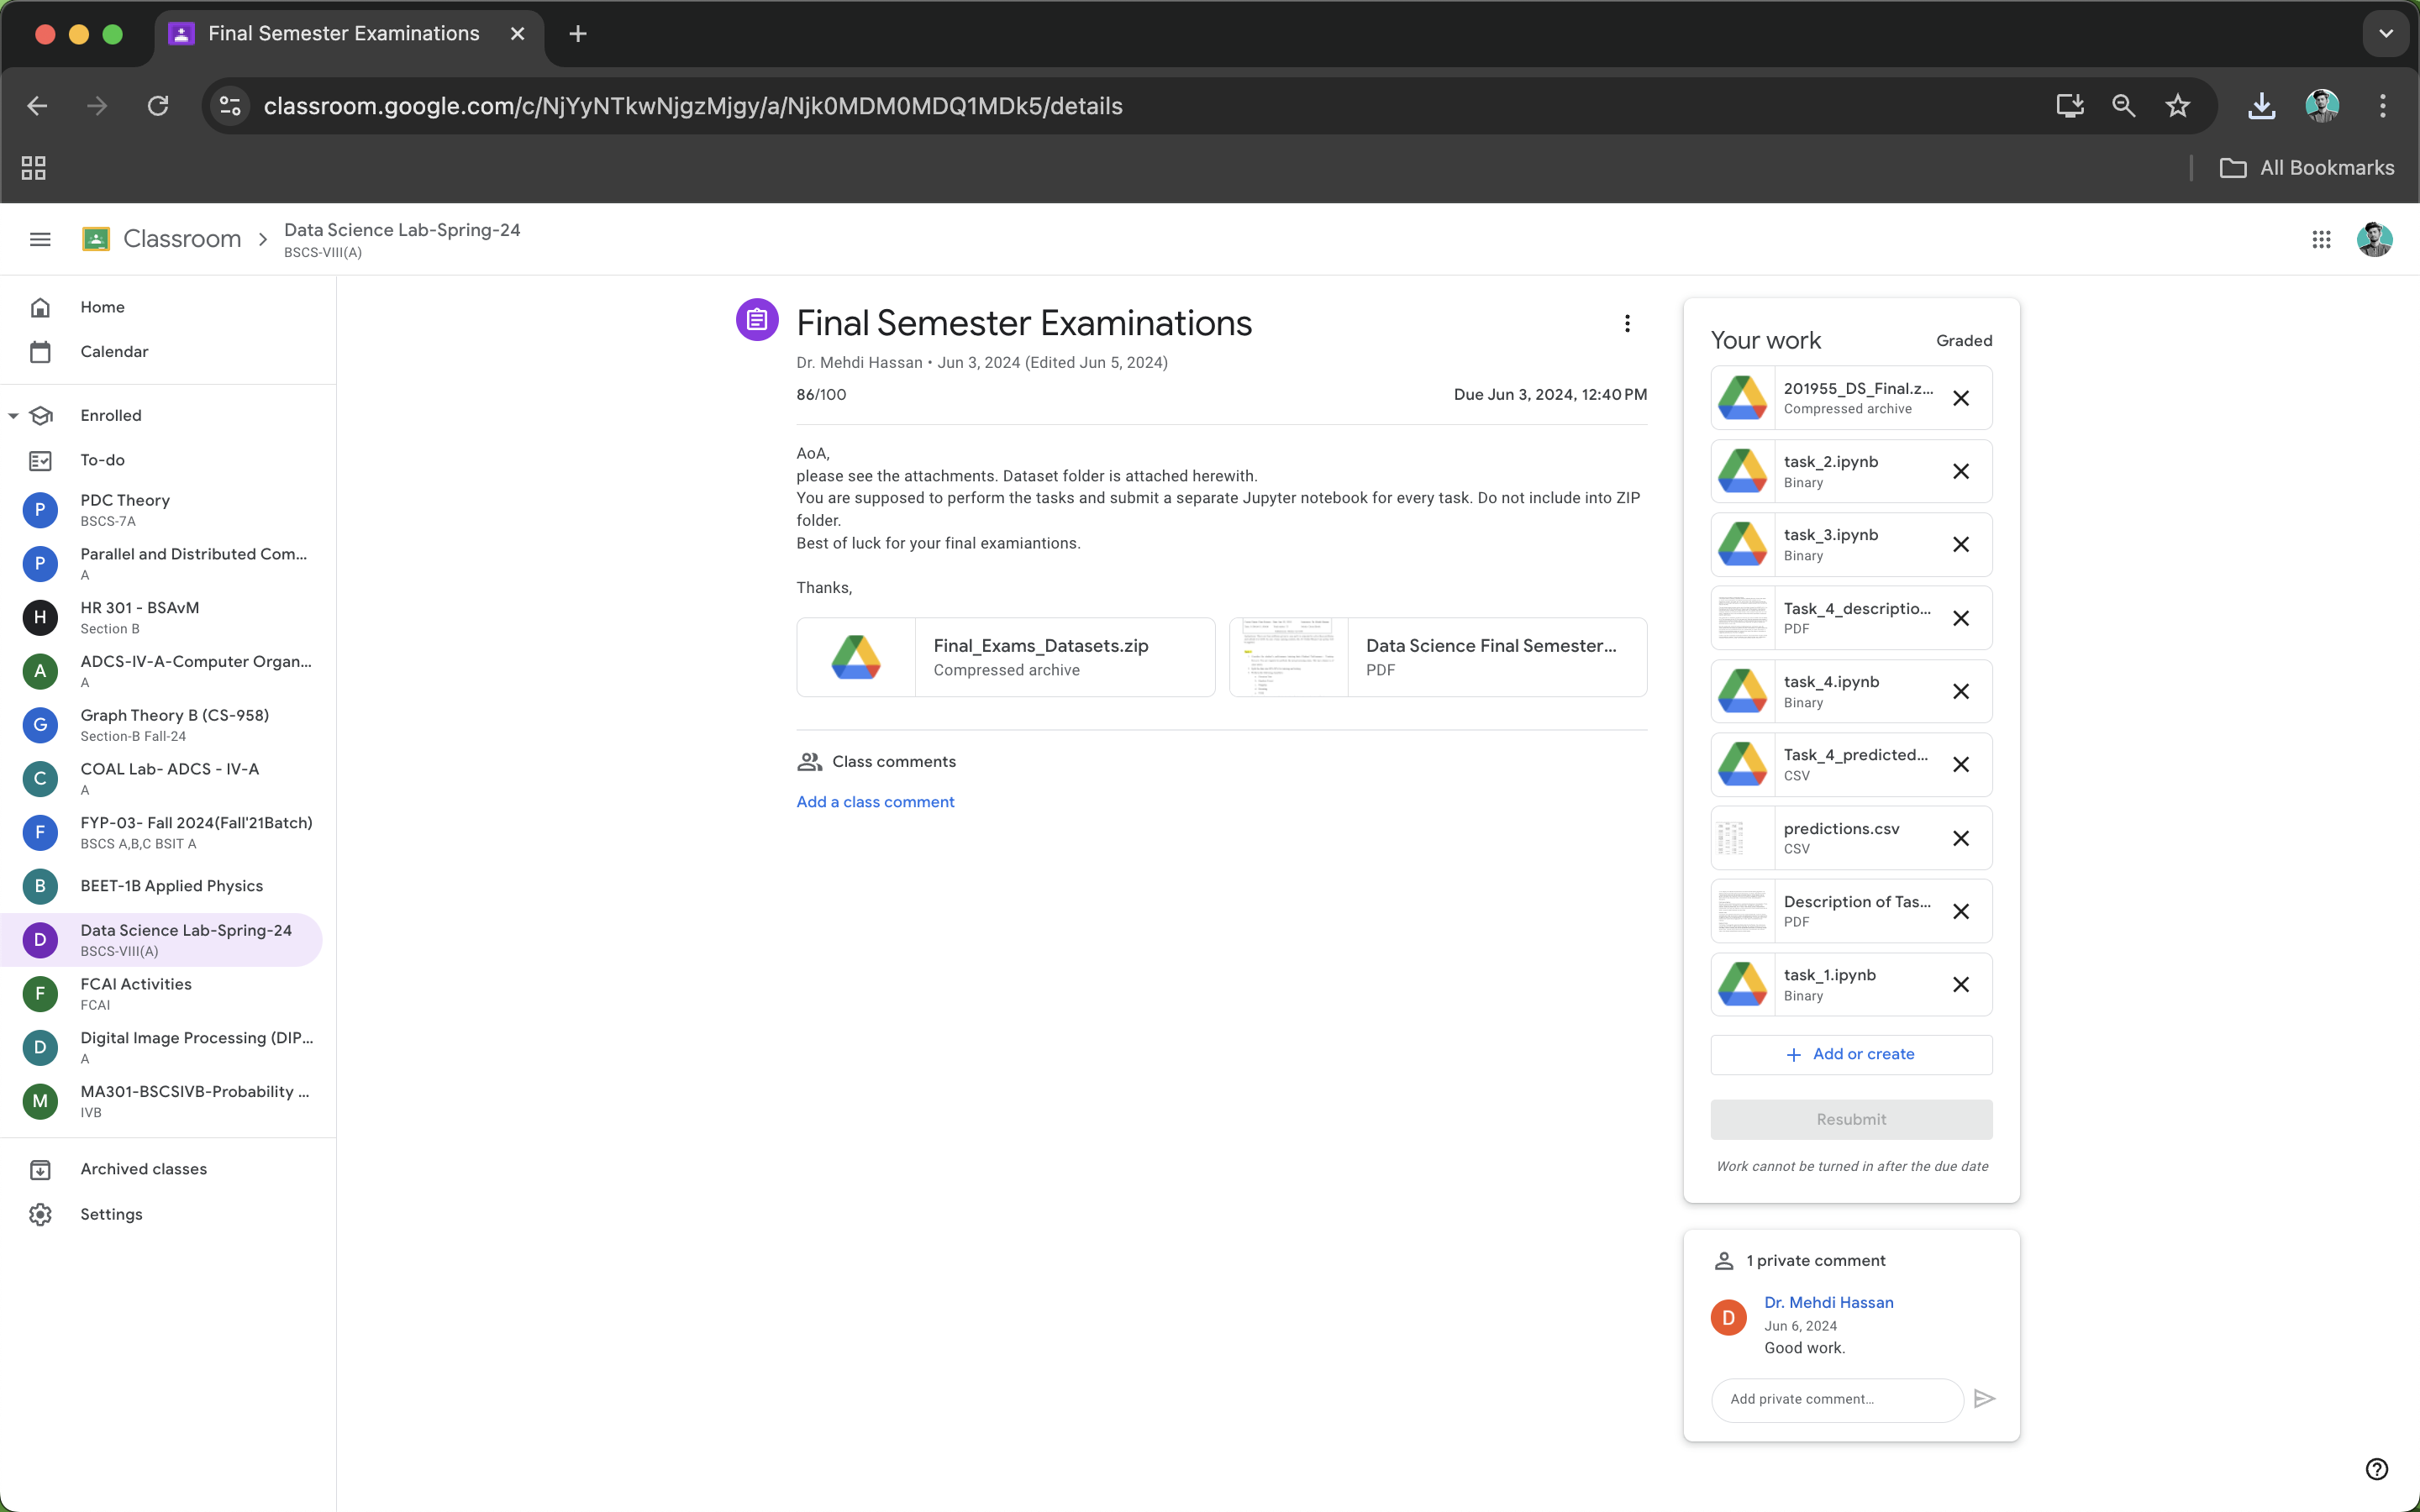 Final Semester Examinations
classroom.google.com/c/NjYyNTkwNjgzMjgy/a/Njk0MDM0MDQ1MDk5/details
All Bookmarks
Classroom
Data Science Lab-Spring-24
BSCS-VIII(A)
Home
Calendar
Enrolled
To-do
P
PDC Theory
BSCS-7A
P
Parallel and Distributed Com...
A
H
HR 301 - BSAvM
Section B
A
ADCS-IV-A-Computer Organ...
A
G
Graph Theory B (CS-958)
Section-B Fall-24
C
COAL Lab- ADCS - IV-A
A
F
FYP-03- Fall 2024(Fall'21Batch)
BSCS A,B,C BSIT A
B
BEET-1B Applied Physics
D
Data Science Lab-Spring-24
BSCS-VIII(A)
F
FCAI Activities
FCAI
D
Digital Image Processing (DIP...
A
M
MA301-BSCSIVB-Probability ...
IVB
Archived classes
Settings
Final Semester Examinations
Dr. Mehdi Hassan • Jun 3, 2024 (Edited Jun 5, 2024)
86/100
Due Jun 3, 2024, 12:40 PM
AoA,
please see the attachments. Dataset folder is attached herewith.
You are supposed to perform the tasks and submit a separate Jupyter notebook for every task. Do not include into ZIP
folder.
Best of luck for your final examiantions.
Thanks,
Final_Exams_Datasets.zip
Compressed archive
Data Science Final Semester...
PDF
Class comments
Add a class comment
Your work
Graded
201955_DS_Final.z...
Compressed archive
task_2.ipynb
Binary
task_3.ipynb
Binary
Task_4_descriptio...
PDF
task_4.ipynb
Binary
Task_4_predicted...
CSV
predictions.csv
CSV
Description of Tas...
PDF
task_1.ipynb
Binary
Add or create
Resubmit
Work cannot be turned in after the due date
1 private comment
D
Dr. Mehdi Hassan
Jun 6, 2024
Good work.
Add private comment...